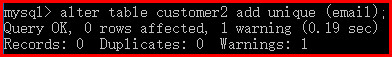 mysql> alter table customer2 add unique (email);
Query OK, 0 rows affected, 1 warning (0.19 sec)
Records: 0  Duplicates: 0  Warnings: 1